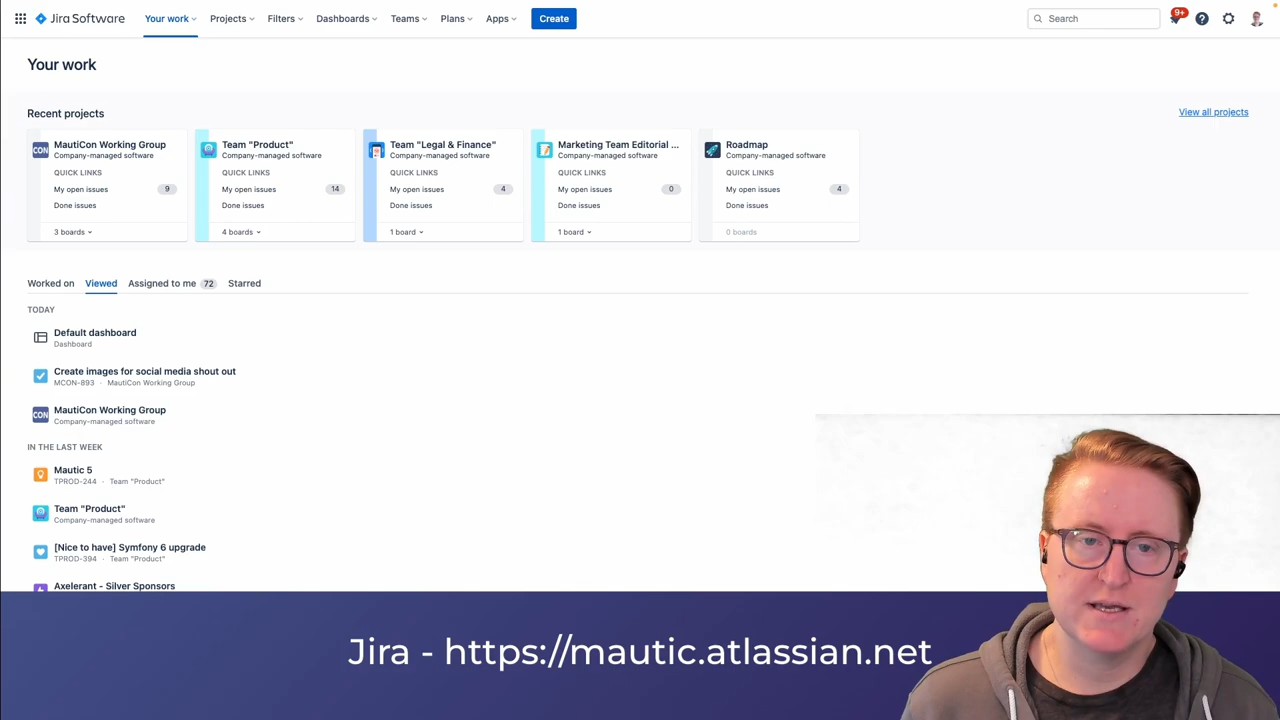 Jira Software
Your work
Projects
Filters
Dashboards
Teams
Plans
Apps
Create
Search
9+
Your work
Recent projects
View all projects
CON
MautiCon Working Group
Company-managed software
QUICK LINKS
My open issues 9
Done issues
3 boards
Team "Product"
Company-managed software
QUICK LINKS
My open issues 14
Done issues
4 boards
Team "Legal & Finance"
Company-managed software
QUICK LINKS
My open issues 4
Done issues
1 board
Marketing Team Editorial ...
Company-managed software
QUICK LINKS
My open issues 0
Done issues
1 board
Roadmap
Company-managed software
QUICK LINKS
My open issues 4
Done issues
0 boards
Worked on
Viewed
Assigned to me 72
Starred
TODAY
Default dashboard
Dashboard
Create images for social media shout out
MCON-893 · MautiCon Working Group
CON
MautiCon Working Group
Company-managed software
IN THE LAST WEEK
Mautic 5
TPROD-244 · Team "Product"
Team "Product"
Company-managed software
[Nice to have] Symfony 6 upgrade
TPROD-394 · Team "Product"
Axelerant - Silver Sponsors
Jira - https://mautic.atlassian.net